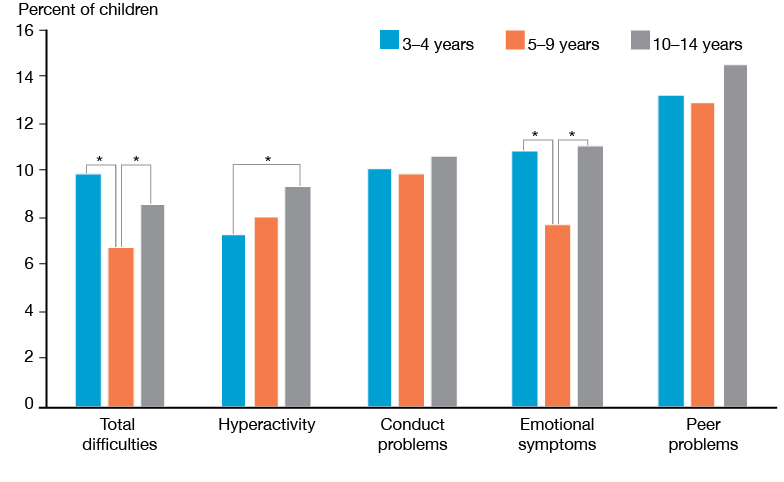 Percent of children
16
14
12
10
8
6
4
2
0
3–4 years
5–9 years
10–14 years
* *
*
* *
Total
difficulties
Hyperactivity
Conduct
problems
Emotional
symptoms
Peer
problems